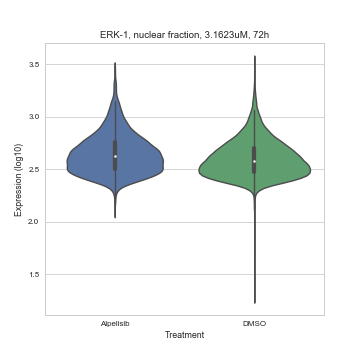 ERK-1, nuclear fraction, 3.1623uM, 72h
3.5
3.0
2.5
2.0
1.5
Expression (log10)
Alpelisib
DMSO
Treatment